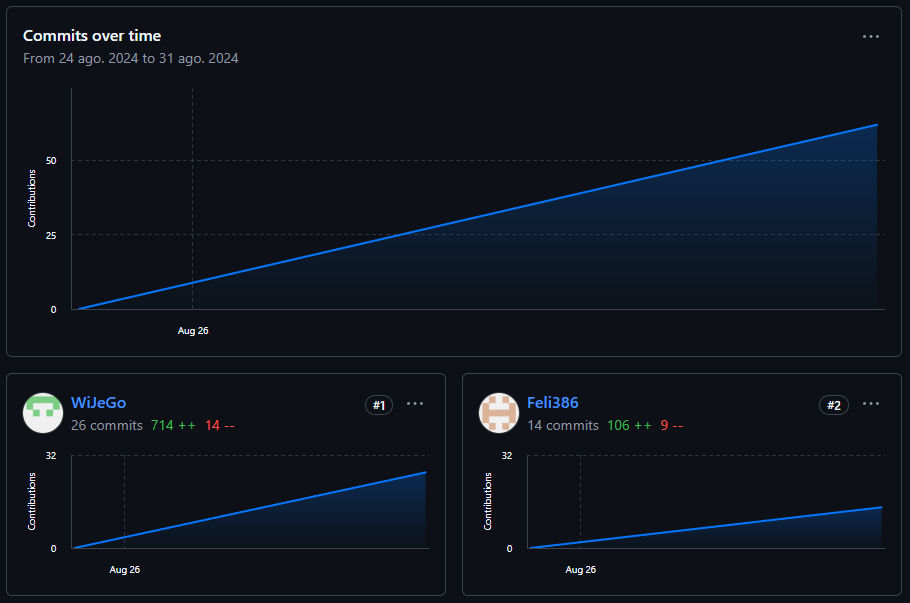 Commits over time
From 24 ago. 2024 to 31 ago. 2024
50
Contributions
25
0
Aug 26
WiJeGo
#1
26 commits 714 ++ 14 --
32
Contributions
0
Aug 26
Feli386
#2
14 commits 106 ++ 9 --
32
Contributions
0
Aug 26